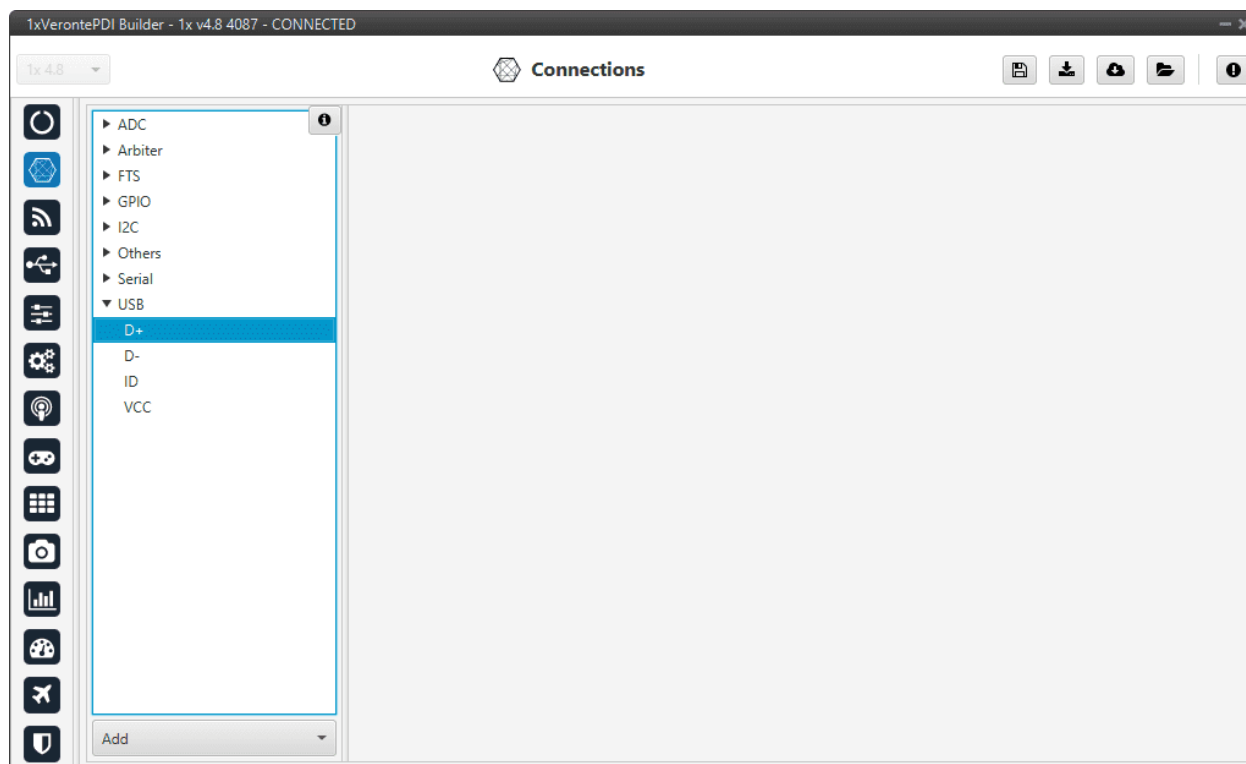 1xVerontePDI Builder - 1x v4.8 4087 - CONNECTED
1x 4.8
Connections
ADC
Arbiter
FTS
GPIO
I2C
Others
Serial
USB
D+
D-
ID
VCC
Add